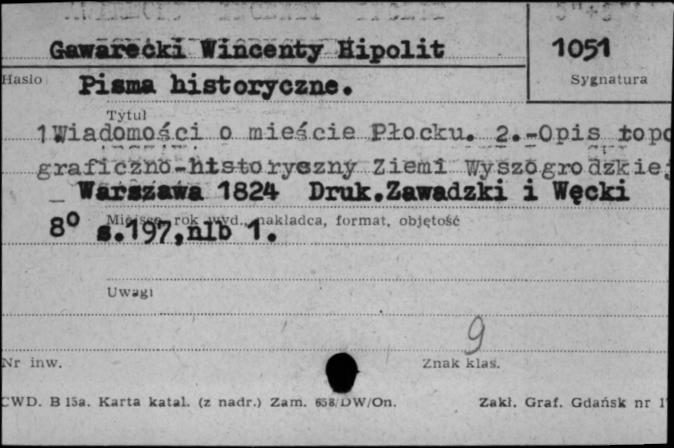 Gawarecki Wincenty Hipolit
1051
Hasło
Pisma historyczne.
Sygnatura
Tytuł
1Wiadomości o mieście Płocku. 2.-Opis topo
graficzno-historyczny Ziemi Wyszogrodzkiej
Warszawa 1824 Druk.Zawadzki i Węcki
Miejsce, rok wyd., nakładca, format, objętość
8° s.197,nlb 1.
Uwagi
9
Nr inw.
Znak klas.
CWD. B 15a. Karta katal. (z nadr.) Zam. 658/DW/On.
Zakł. Graf. Gdańsk nr 1